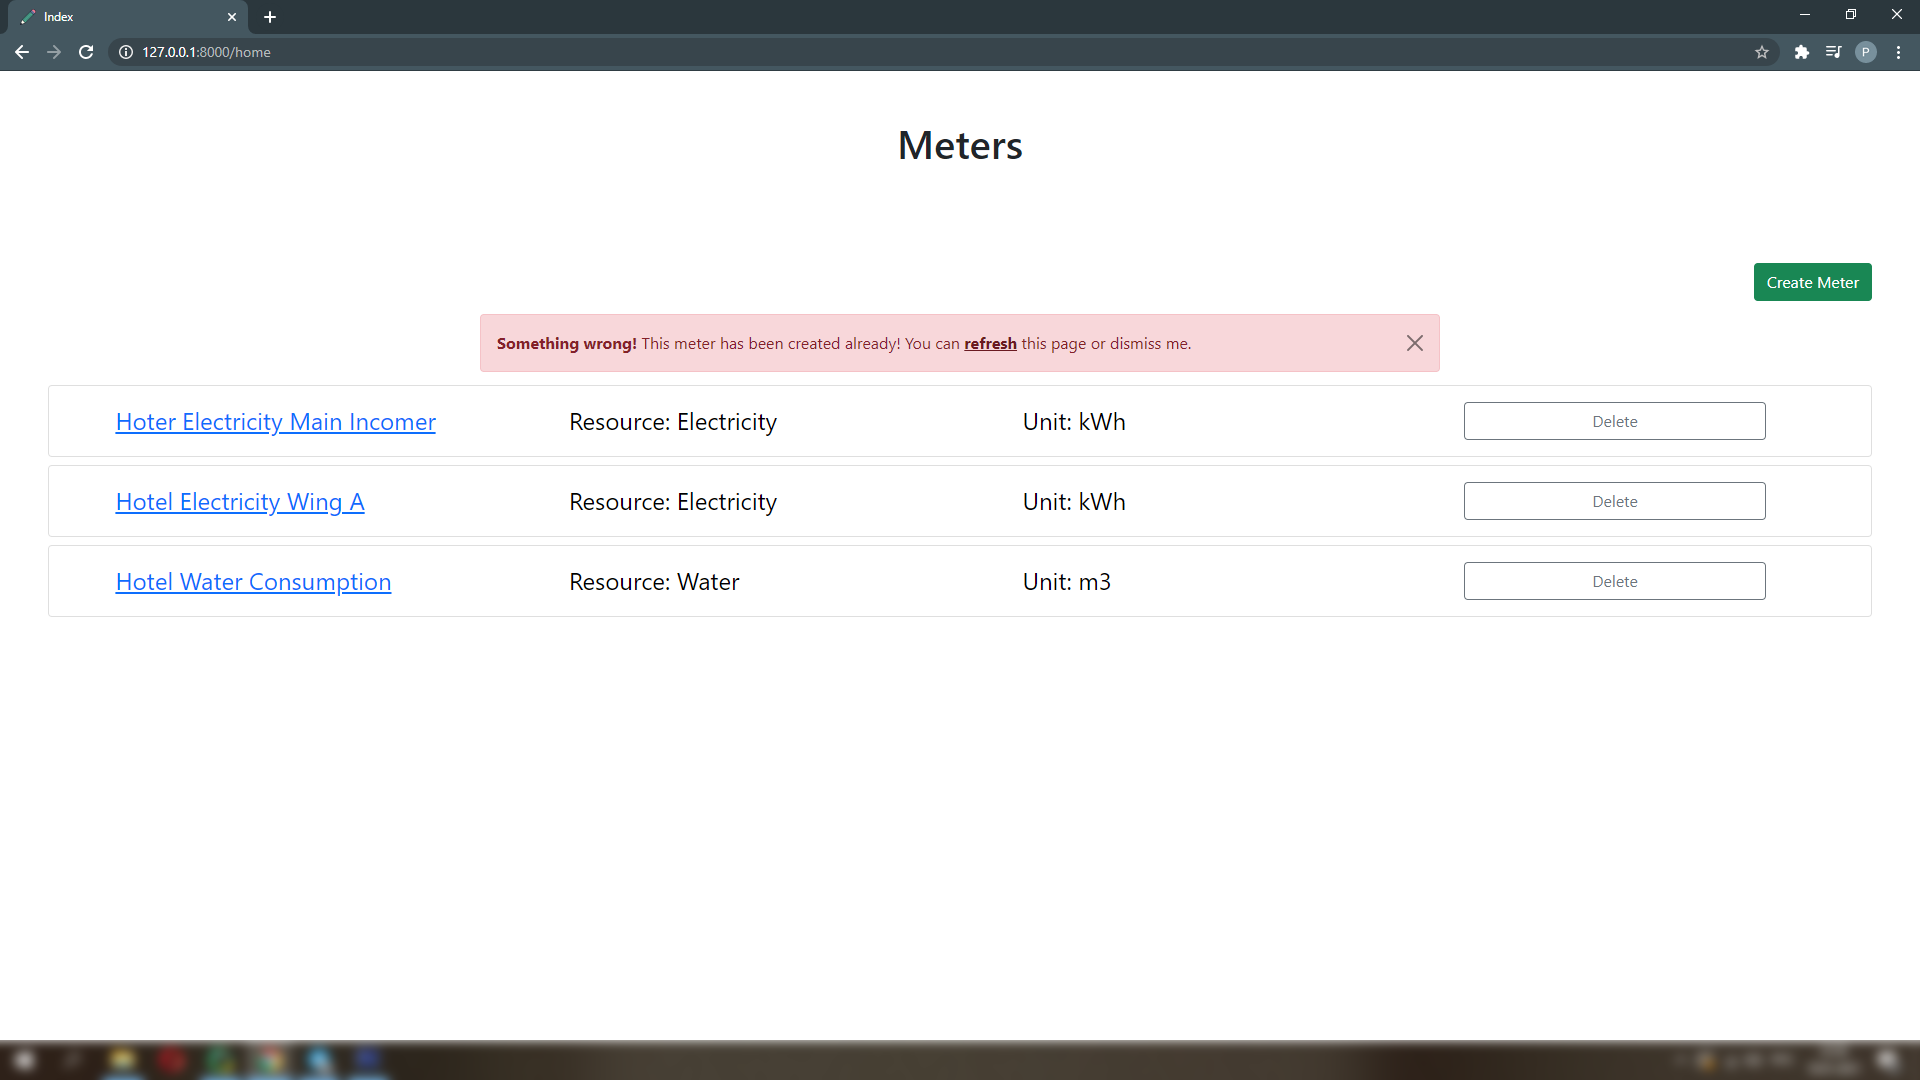 Index
127.0.0.1:8000/home
P
Meters
Create Meter
Something wrong! This meter has been created already! You can refresh this page or dismiss me.
Hoter Electricity Main Incomer Resource: Electricity Unit: kWh Delete
Hotel Electricity Wing A Resource: Electricity Unit: kWh Delete
Hotel Water Consumption Resource: Water Unit: m3 Delete